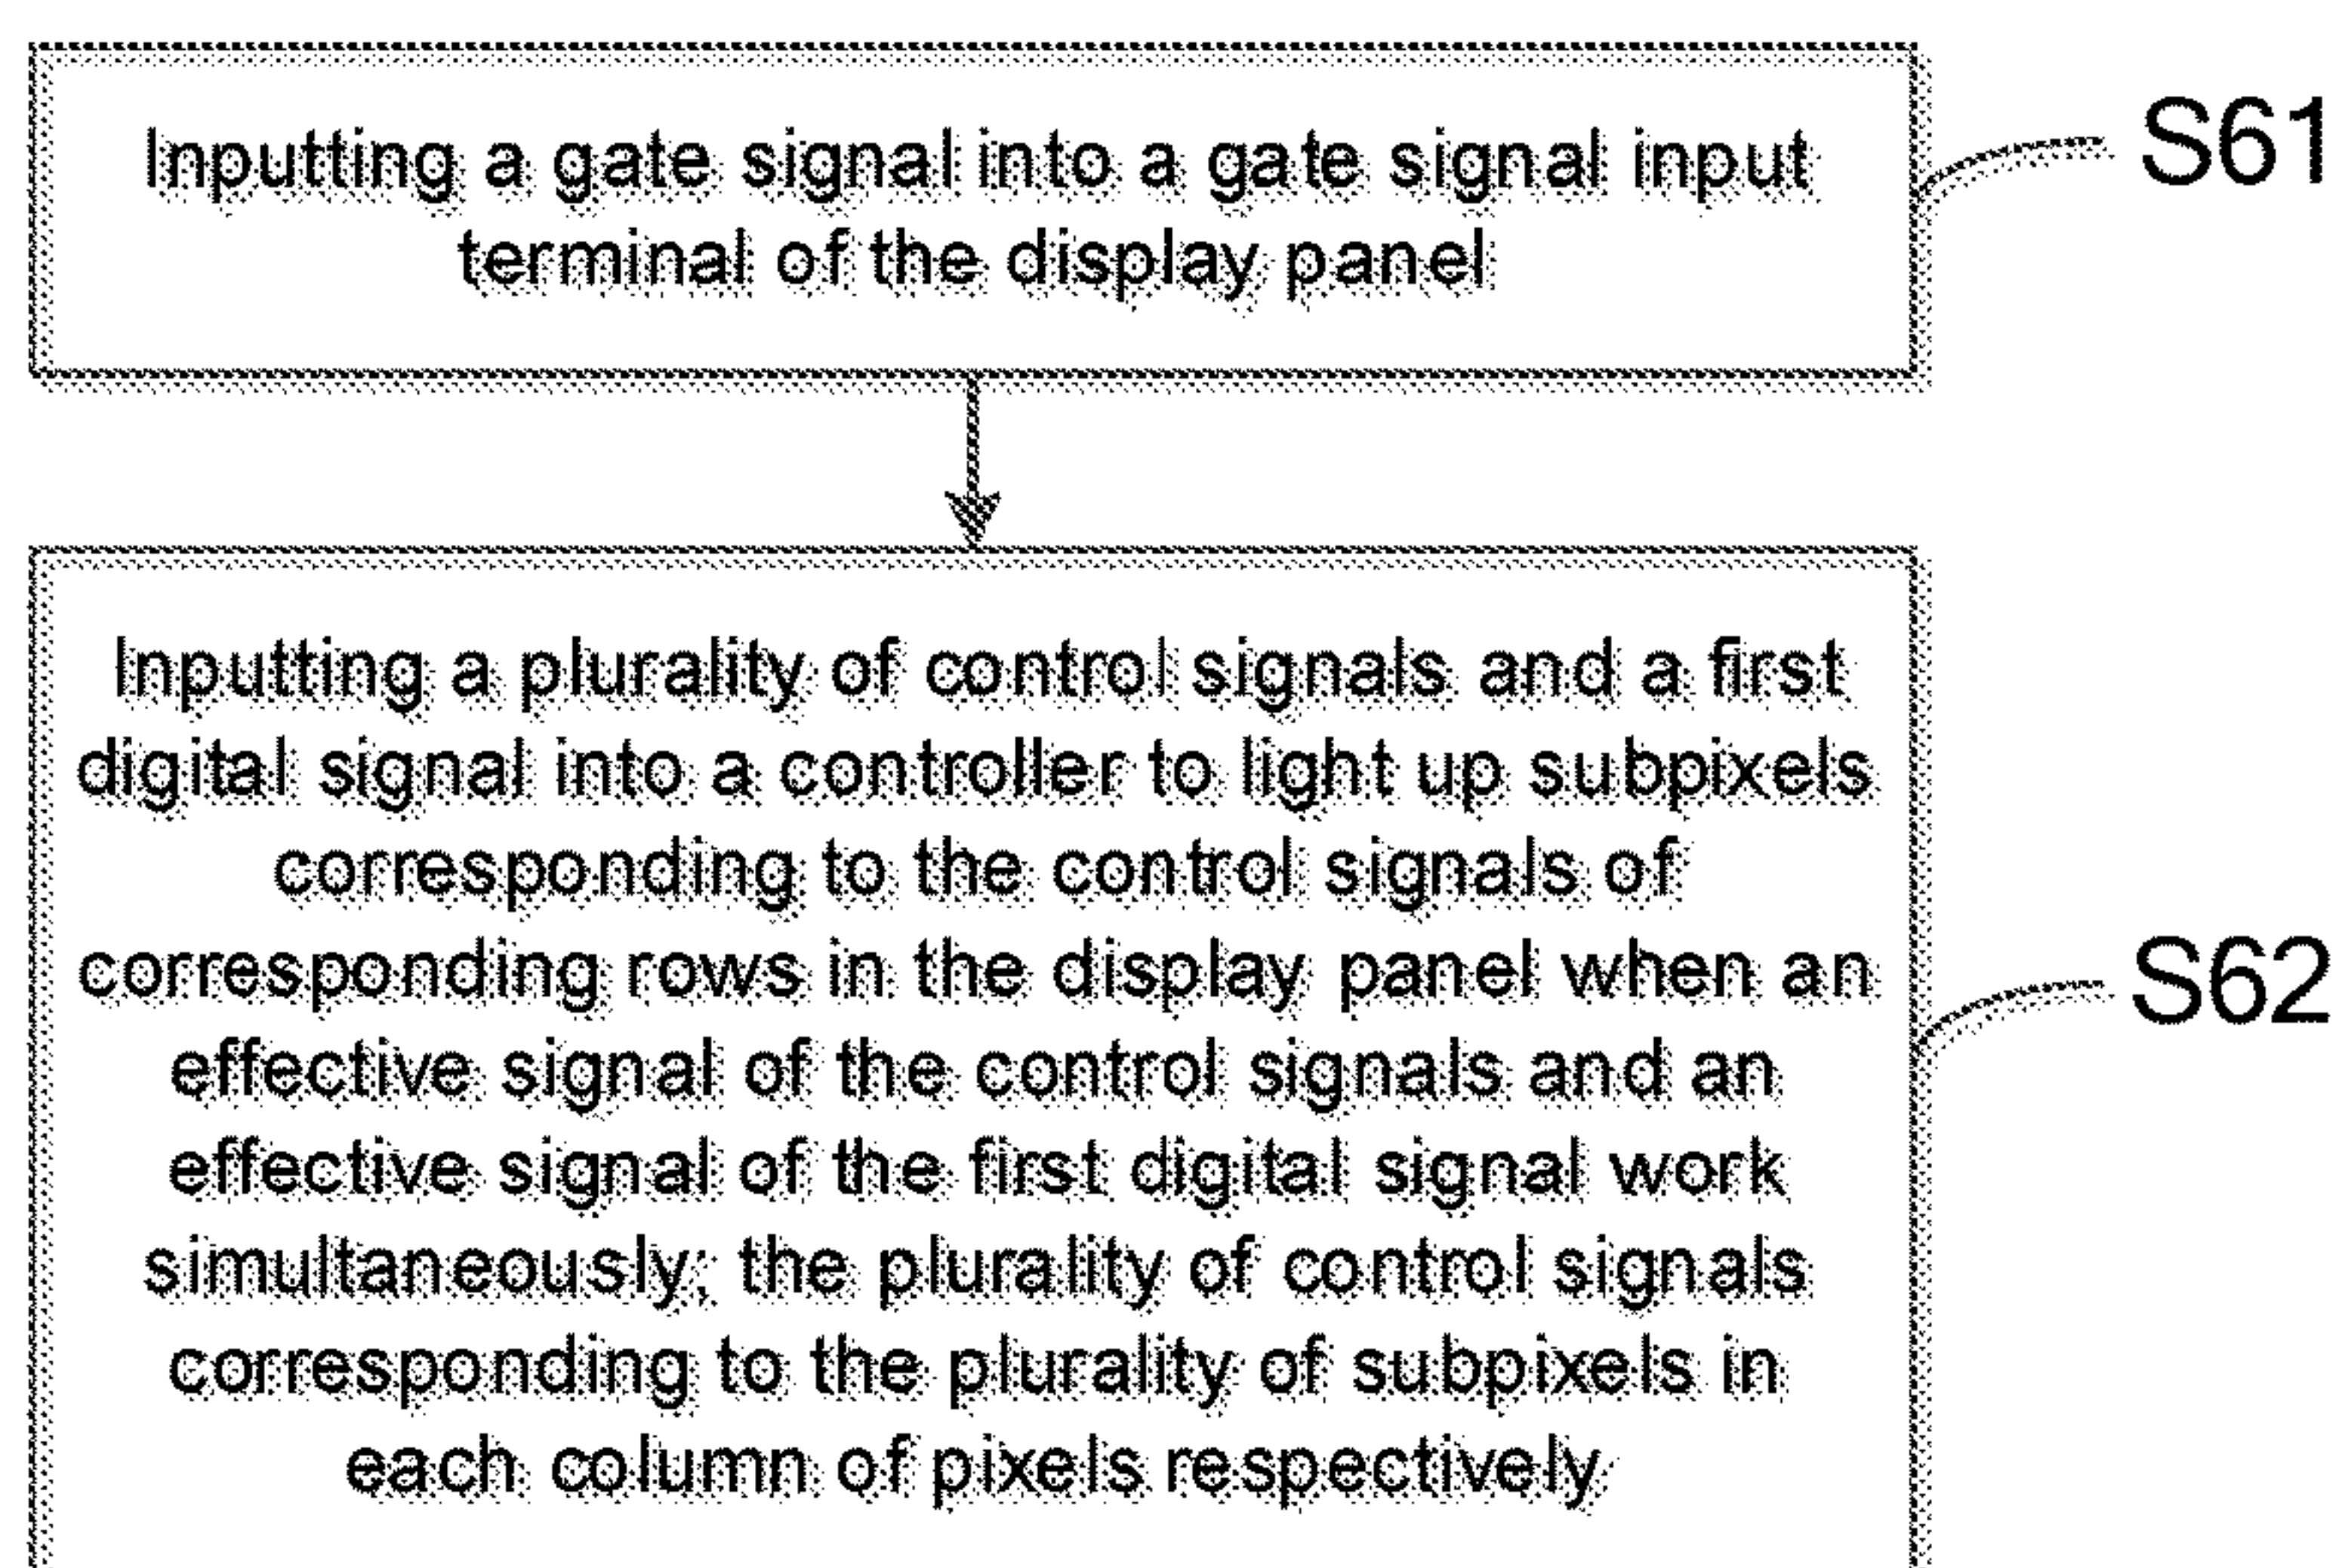 Inputting a gate signal into a gate signal input
terminal of the display panel
S61
Inputting a plurality of control signals and a first
digital signal into a controller to light up subpixels
corresponding to the control signals of
corresponding rows in the display panel when an
effective signal of the control signals and an
effective signal of the first digital signal work
simultaneously; the plurality of control signals
corresponding to the plurality of subpixels in
each column of pixels respectively
S62